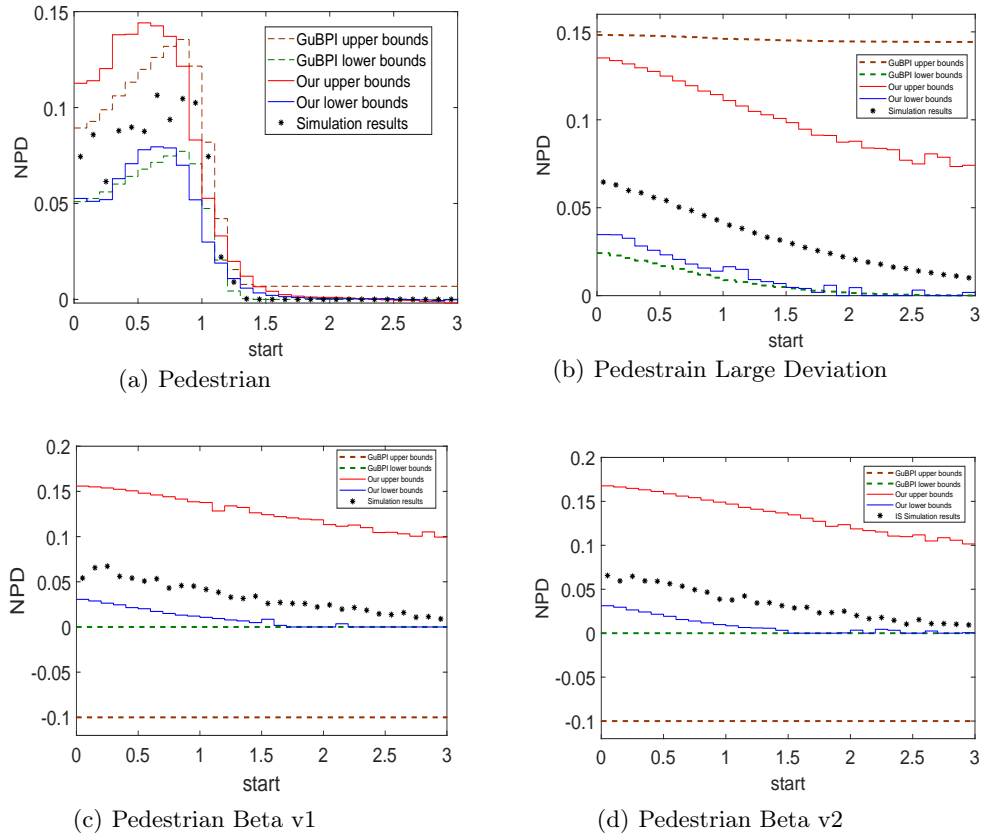 0.15
0.1
0.05
0
NPD
GuBPI upper bounds
GuBPI lower bounds
Our upper bounds
Our lower bounds
Simulation results
0 0.5 1 1.5 2 2.5 3
start
(a) Pedestrian
0.15
0.1
0.05
0
NPD
GuBPI upper bounds
GuBPI lower bounds
Our upper bounds
Our lower bounds
Simulation results
0 0.5 1 1.5 2 2.5 3
start
(b) Pedestrain Large Deviation
0.2
0.15
0.1
0.05
0
-0.05
-0.1
NPD
GuBPI upper bounds
GuBPI lower bounds
Our upper bounds
Our lower bounds
Simulation results
0 0.5 1 1.5 2 2.5 3
start
(c) Pedestrian Beta v1
0.2
0.15
0.1
0.05
0
-0.05
-0.1
NPD
GuBPI upper bounds
GuBPI lower bounds
Our upper bounds
Our lower bounds
IS Simulation results
0 0.5 1 1.5 2 2.5 3
start
(d) Pedestrian Beta v2